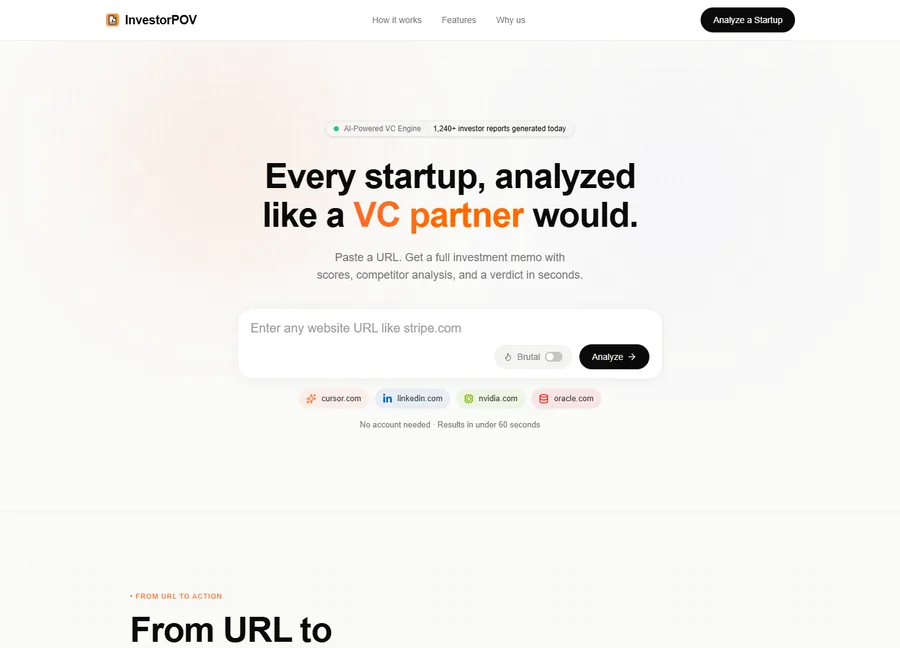 InvestorPOV
How it works
Features
Why us
Analyze a Startup
AI-Powered VC Engine
1,240+ investor reports generated today
Every startup, analyzed
like a VC partner would.
Paste a URL. Get a full investment memo with
scores, competitor analysis, and a verdict in seconds.
Enter any website URL like stripe.com
Brutal
Analyze →
cursor.com
linkedin.com
nvidia.com
oracle.com
No account needed · Results in under 60 seconds
• FROM URL TO ACTION
From URL to